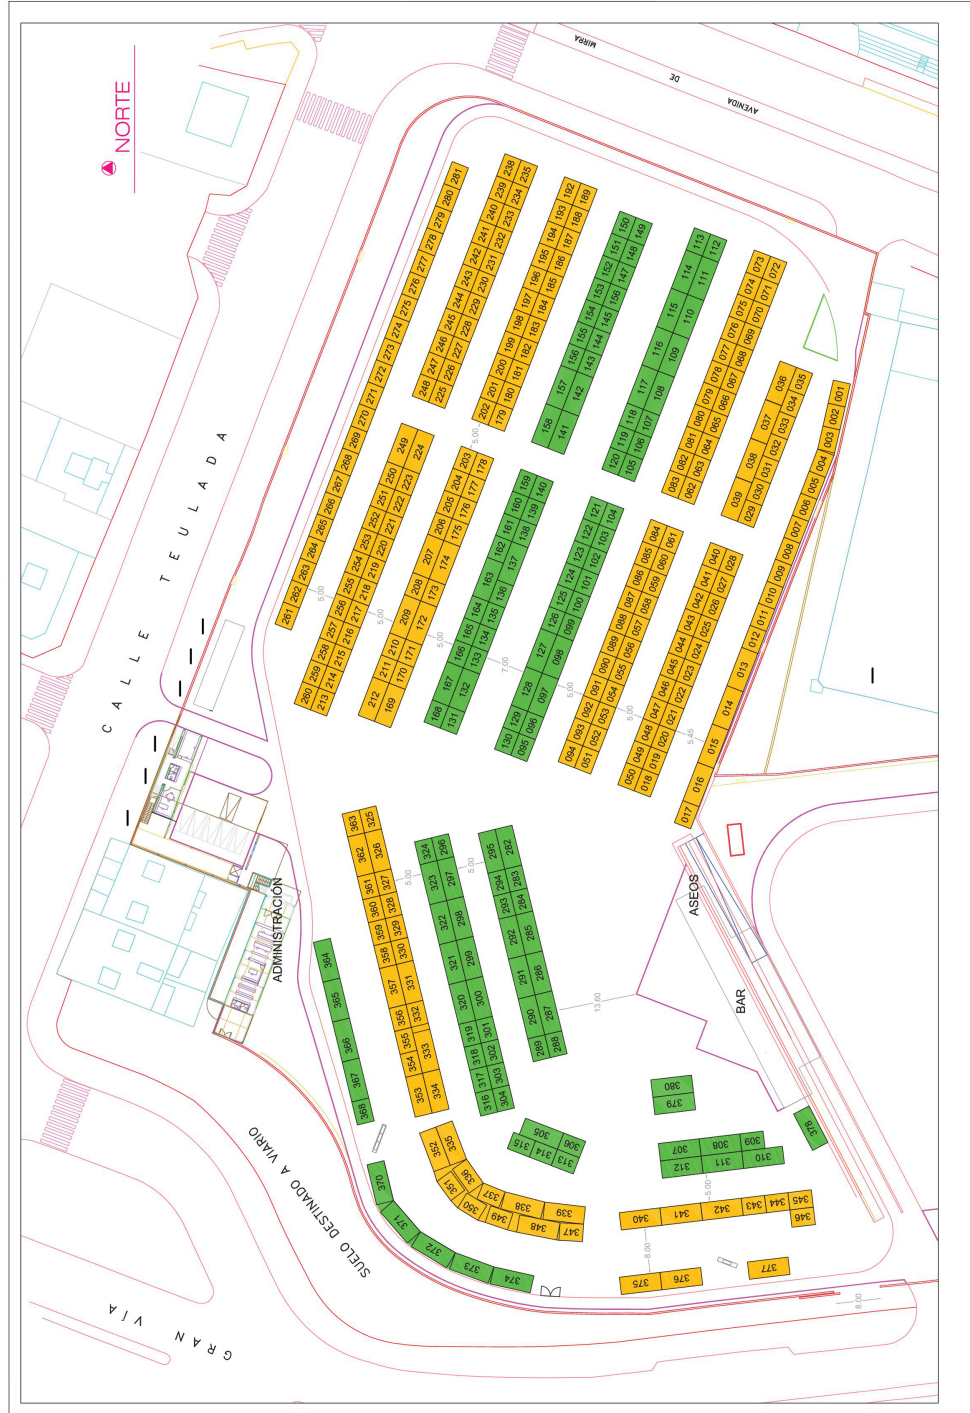 NORTE
AVENIDA DE MIRRA
CALLE TEULADA
GRAN VÍA
SUELO DESTINADO A VIARIO
ADMINISTRACIÓN
ASEOS
BAR
281 280 279 278 277 276 275 274 273 272 271 270 269 268 267 266 265 264 263 262 261
238 239 240 241 242 243 244 245 246 247 248
235 234 233 232 231 230 229 228 227 226 225
249 250 251 252 253 254 255 256 257 258 259 260
224 223 222 221 220 219 218 217 216 215 214 213
192 193 194 195 196 197 198 199 200 201 202
189 188 187 186 185 184 183 182 181 180 179
203 204 205 206 207 208 209 210 211 212
178 177 176 175 174 173 172 171 170 169
150 151 152 153 154 155 156 157 158
149 148 147 156 145 144 143 142 141
159 160 161 162 163 164 165 166 167 168
140 139 138 137 136 135 134 133 132 131
113 114 115 116 117 118 119 120
112 111 110 109 108 107 106 105
121 122 123 124 125 126 127 128 129 130
104 103 102 101 100 099 098 097 096 095
073 074 075 076 077 078 079 080 081 082 083
072 071 070 069 068 067 066 065 064 063 062
084 085 086 087 088 089 090 091 092 093 094
061 060 059 058 057 056 055 054 053 052 051
036 037 038 039
035 034 033 032 031 030 029
040 041 042 043 044 045 046 047 048 049 050
028 027 026 025 024 023 022 021 020 019 018
001 002 003 004 005 006 007 008 009 010 011 012 013 014 015 016 017
363 362 361 360 359 358 357 356 355 354 353
325 326 327 328 329 330 331 332 333 334
324 323 322 321 320 319 318 317 316
296 297 298 299 300 301 302 303 304
295 294 293 292 291 290 289
282 283 284 285 286 287 288
364 365 366 367 368
370 371 372 373 374
352 351 350 349 348 347
335 336 337 338 339
305 306
315 314 313
380
379
378
307 308 309
312 311 310
340 341 342 343 344 345
346
375 376 377
5.00
5.00
5.00
5.00
7.00
5.00
5.00
5.45
5.00
5.00
13.60
5.00
8.00
8.00